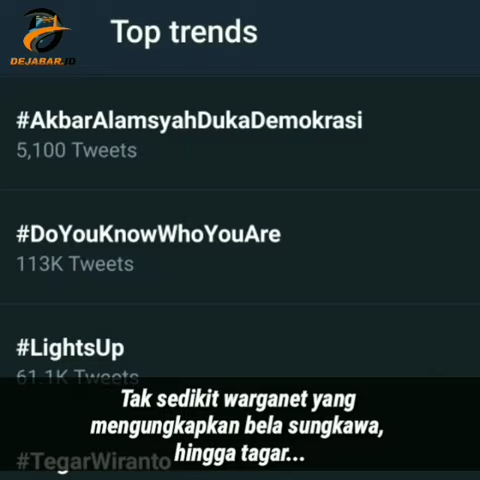 DEJABAR.ID
Top trends
#AkbarAlamsyahDukaDemokrasi
5,100 Tweets
#DoYouKnowWhoYouAre
113K Tweets
#LightsUp
61.1K Tweets
Tak sedikit warganet yang
mengungkapkan bela sungkawa,
hingga tagar...
#TegarWiranto